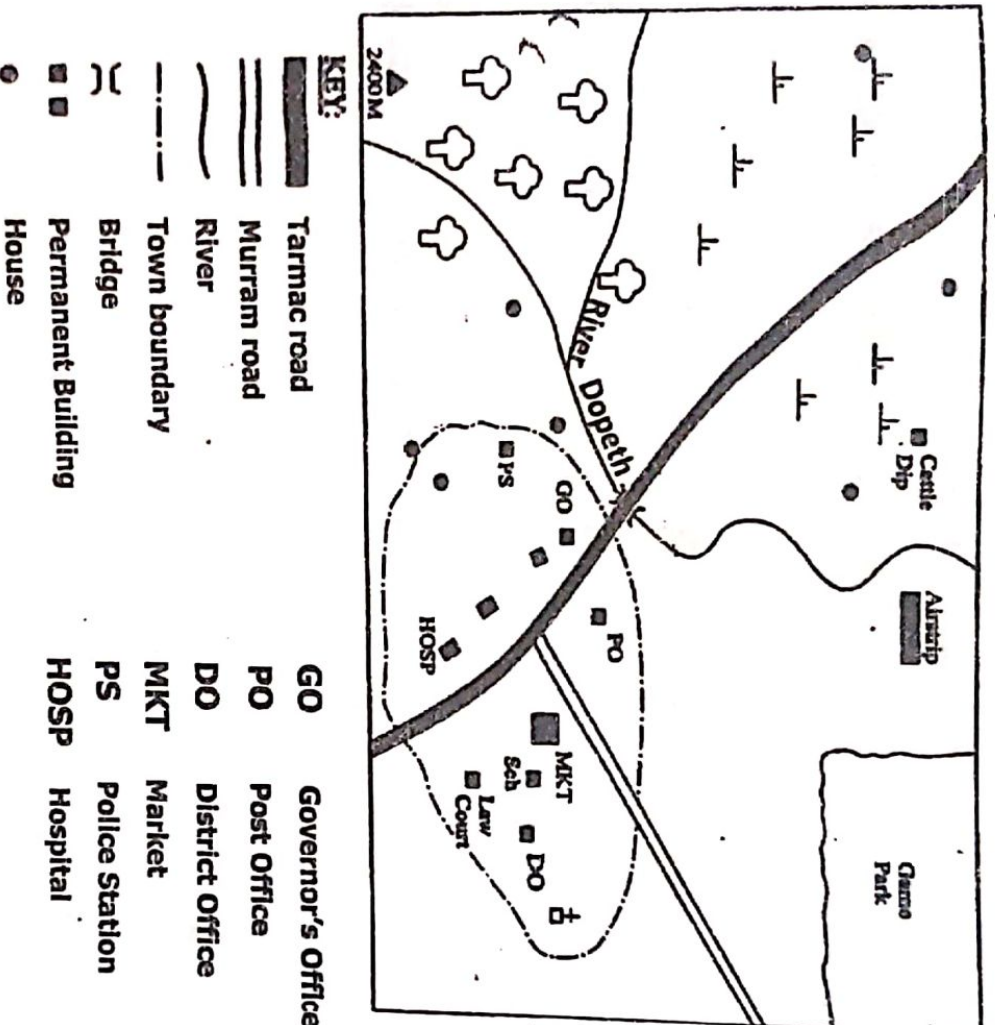 Cettle
Dip
Airstrip
Game
Park
River Dopeth
PO
GO
MKT
Sch
DO
PS
Law
Court
HOSP
2400M
KEY:
Tarmac road GO Governor's Office
Murram road PO Post Office
River DO District Office
Town boundary MKT Market
Bridge PS Police Station
Permanent Building HOSP Hospital
House